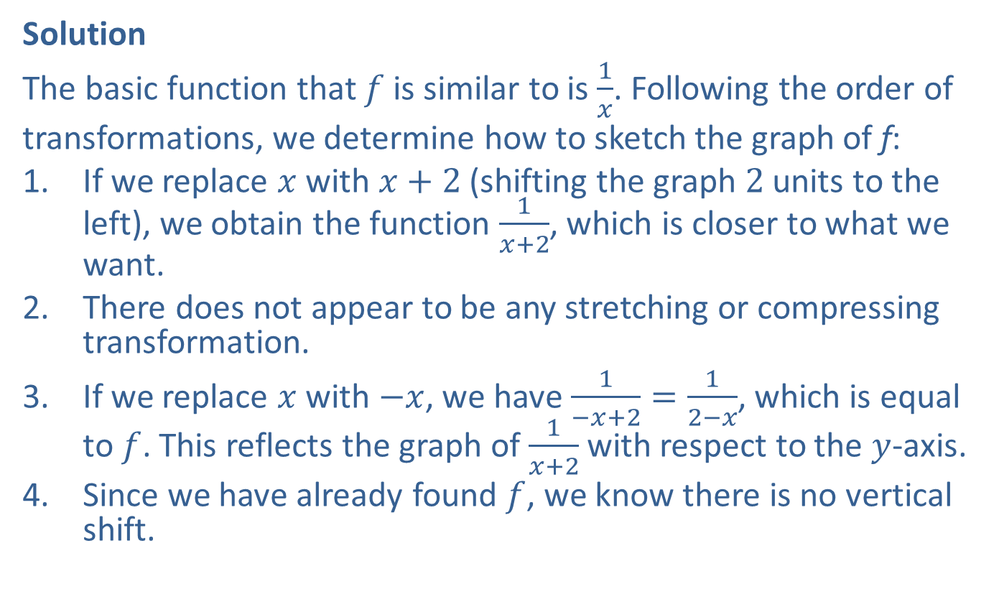 Solution
The basic function that f is similar to is 1/x. Following the order of
transformations, we determine how to sketch the graph of f:
1. If we replace x with x + 2 (shifting the graph 2 units to the
left), we obtain the function 1/(x+2), which is closer to what we
want.
2. There does not appear to be any stretching or compressing
transformation.
3. If we replace x with −x, we have 1/(−x+2) = 1/(2−x), which is equal
to f. This reflects the graph of 1/(x+2) with respect to the y-axis.
4. Since we have already found f, we know there is no vertical
shift.